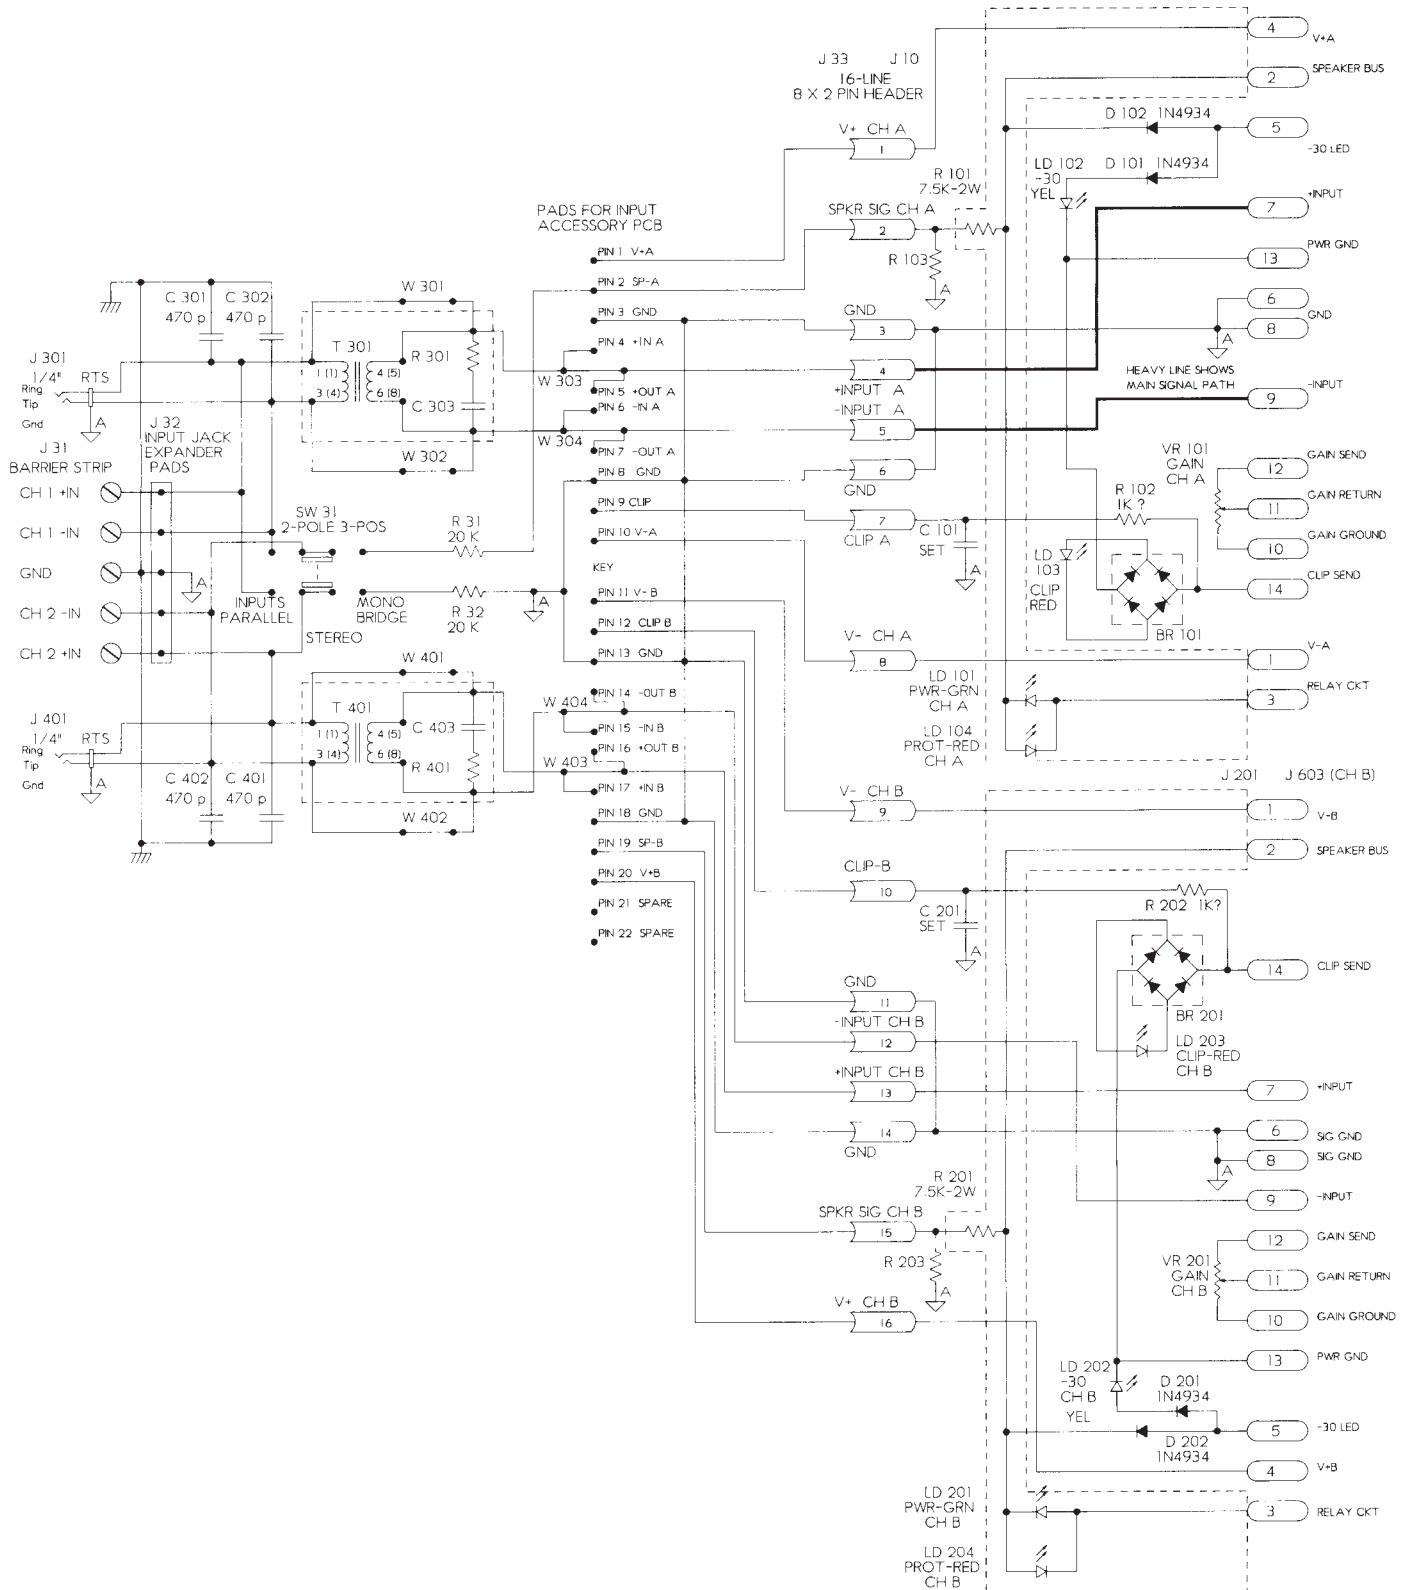 J 33 J 10
16-LINE
8 X 2 PIN HEADER
4
V+A
2
SPEAKER BUS
D 102 1N4934
5
-30 LED
V+ CH A
1
LD 102
-30
YEL
D 101 1N4934
R 101
7.5K-2W
+INPUT
7
PADS FOR INPUT
ACCESSORY PCB
SPKR SIG CH A
2
R 103
A
PWR GND
13
PIN 1 V+A
PIN 2 SP-A
PIN 3 GND
PIN 4 +IN A
PIN 5 +OUT A
PIN 6 -IN A
PIN 7 -OUT A
PIN 8 GND
PIN 9 CLIP
PIN 10 V-A
KEY
PIN 11 V-B
PIN 12 CLIP B
PIN 13 GND
PIN 14 -OUT B
PIN 15 -IN B
PIN 16 +OUT B
PIN 17 +IN B
PIN 18 GND
PIN 19 SP-B
PIN 20 V+B
PIN 21 SPARE
PIN 22 SPARE
6
8
GND
A
GND
3
4
+INPUT A
-INPUT A
5
6
GND
HEAVY LINE SHOWS
MAIN SIGNAL PATH
-INPUT
9
C 301
470 p
C 302
470 p
W 301
T 301
1 (1)
3 (4)
4 (5)
6 (8)
R 301
C 303
W 302
W 303
W 304
J 301
1/4"
Ring
Tip
Gnd
RTS
A
J 32
INPUT JACK
EXPANDER
PADS
J 31
BARRIER STRIP
CH 1 +IN
CH 1 -IN
GND
CH 2 -IN
CH 2 +IN
A
SW 31
2-POLE 3-POS
INPUTS
PARALLEL
STEREO
MONO
BRIDGE
R 31
20 K
R 32
20 K
A
7
CLIP A
C 101
SET
A
R 102
1K ?
VR 101
GAIN
CH A
12
GAIN SEND
11
GAIN RETURN
10
GAIN GROUND
LD
103
CLIP
RED
BR 101
14
CLIP SEND
V- CH A
8
1
V-A
LD 101
PWR-GRN
CH A
LD 104
PROT-RED
CH A
3
RELAY CKT
W 401
T 401
1 (1)
3 (4)
4 (5)
6 (8)
C 403
R 401
W 402
W 404
W 403
J 401
1/4"
Ring
Tip
Gnd
RTS
A
C 402
470 p
C 401
470 p
J 201 J 603 (CH B)
V- CH B
9
1
V-B
2
SPEAKER BUS
CLIP-B
10
C 201
SET
A
R 202 1K?
BR 201
14
CLIP SEND
LD 203
CLIP-RED
CH B
GND
11
-INPUT CH B
12
+INPUT CH B
13
14
GND
7
+INPUT
6
SIG GND
8
SIG GND
A
9
-INPUT
R 201
7.5K-2W
SPKR SIG CH B
15
R 203
A
VR 201
GAIN
CH B
12
GAIN SEND
11
GAIN RETURN
10
GAIN GROUND
V+ CH B
16
13
PWR GND
LD 202
-30
CH B
YEL
D 201
1N4934
D 202
1N4934
5
-30 LED
4
V+B
LD 201
PWR-GRN
CH B
3
RELAY CKT
LD 204
PROT-RED
CH B